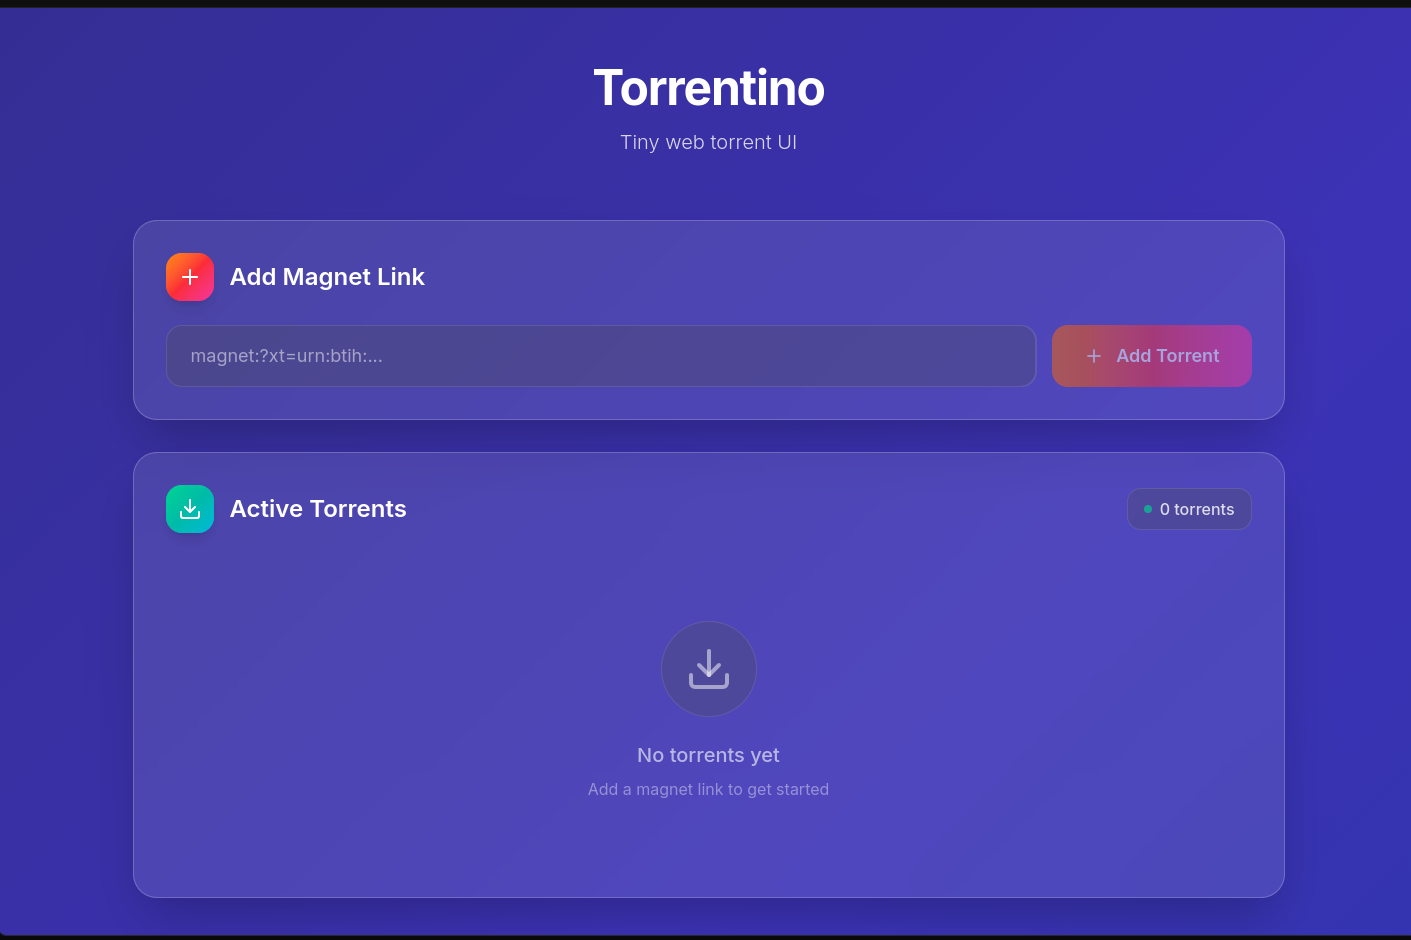 Torrentino
Tiny web torrent UI
Add Magnet Link
magnet:?xt=urn:btih:...
Add Torrent
Active Torrents
0 torrents
No torrents yet
Add a magnet link to get started